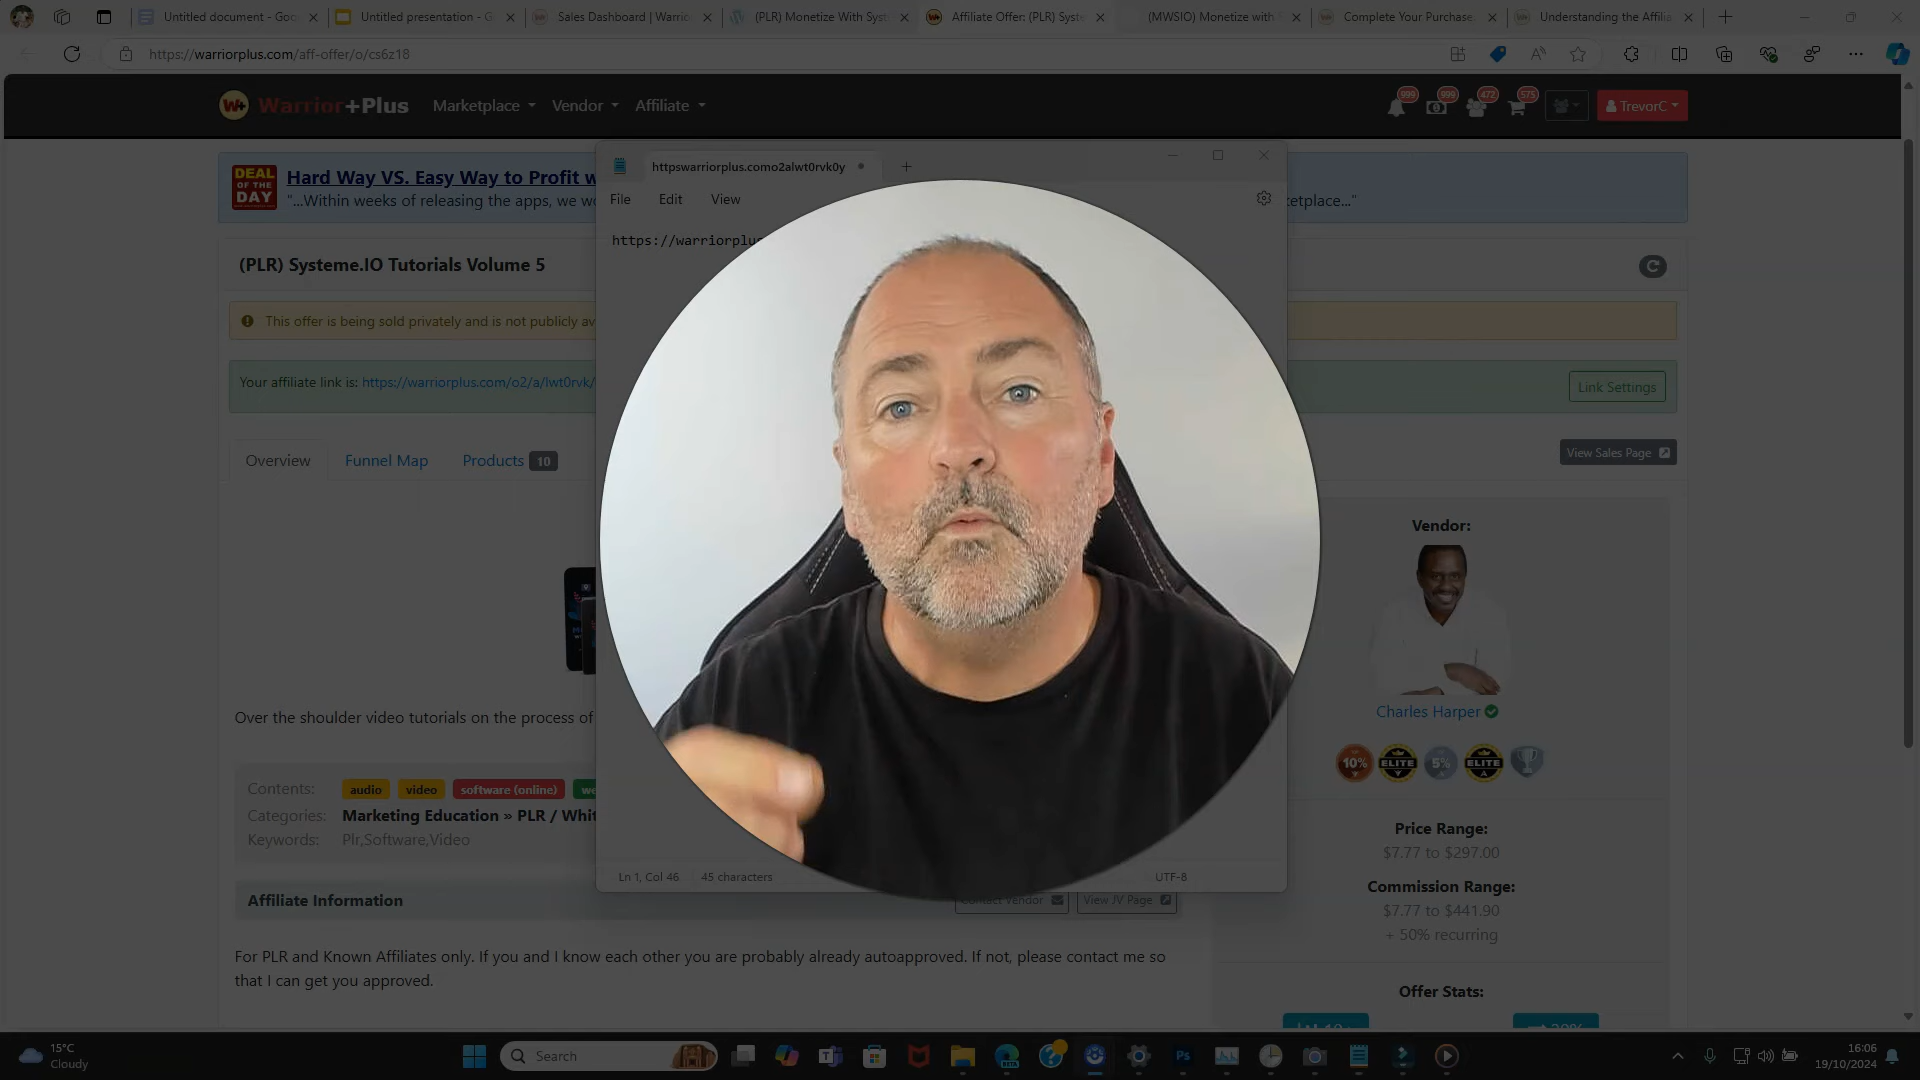 Untitled document - Goo
Untitled presentation - G
Sales Dashboard | Warrio
(PLR) Monetize With Syst
Affiliate Offer: (PLR) Syste
(MWSIO) Monetize with
Complete Your Purchase.
Understanding the Affilia
https://warriorplus.com/aff-offer/o/cs6z18
W+ Warrior+Plus
Marketplace
Vendor
Affiliate
999
999
472
575
TrevorC
DEAL OF THE DAY
Hard Way VS. Easy Way to Profit w
"...Within weeks of releasing the apps, we wo
etplace..."
httpswarriorplus.como2alwt0rvk0y
File
Edit
View
https://warriorplus
(PLR) Systeme.IO Tutorials Volume 5
This offer is being sold privately and is not publicly av
Your affiliate link is: https://warriorplus.com/o2/a/lwt0rvk/
Link Settings
Overview
Funnel Map
Products 10
View Sales Page
Vendor:
Charles Harper
10%
ELITE
5%
ELITE
Over the shoulder video tutorials on the process of
Contents: audio video software (online) we
Categories: Marketing Education » PLR / Whit
Keywords: Plr,Software,Video
Price Range:
$7.77 to $297.00
Commission Range:
$7.77 to $441.90
+ 50% recurring
Offer Stats:
Ln 1, Col 46
45 characters
UTF-8
Affiliate Information
Contact Vendor
View JV Page
For PLR and Known Affiliates only. If you and I know each other you are probably already autoapproved. If not, please contact me so
that I can get you approved.
15°C
Cloudy
Search
16:06
19/10/2024